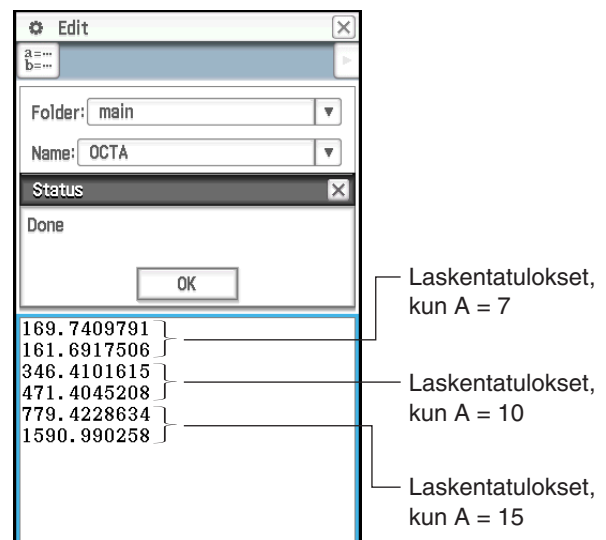 Edit
a=...
b=...
Folder: main
Name: OCTA
Status
Done
OK
169.7409791
161.6917506
346.4101615
471.4045208
779.4228634
1590.990258
Laskentatulokset,
kun A = 7
Laskentatulokset,
kun A = 10
Laskentatulokset,
kun A = 15